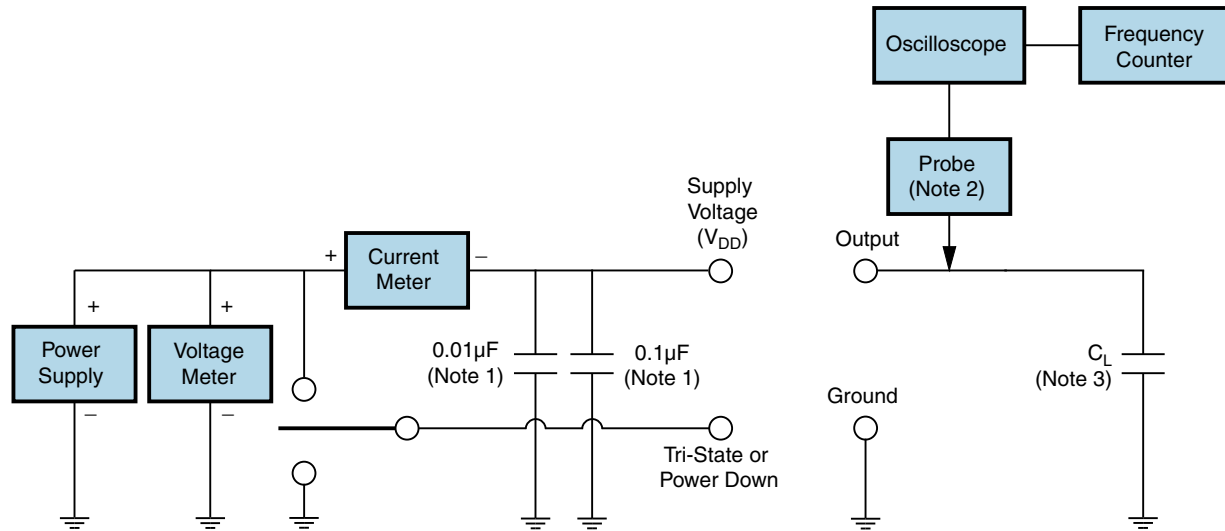 Oscilloscope
Frequency
Counter
Probe
(Note 2)
Supply
Voltage
(VDD)
Output
+
Current
Meter
–
+
Power
Supply
–
+
Voltage
Meter
–
0.01µF
(Note 1)
0.1µF
(Note 1)
CL
(Note 3)
Ground
Tri-State or
Power Down